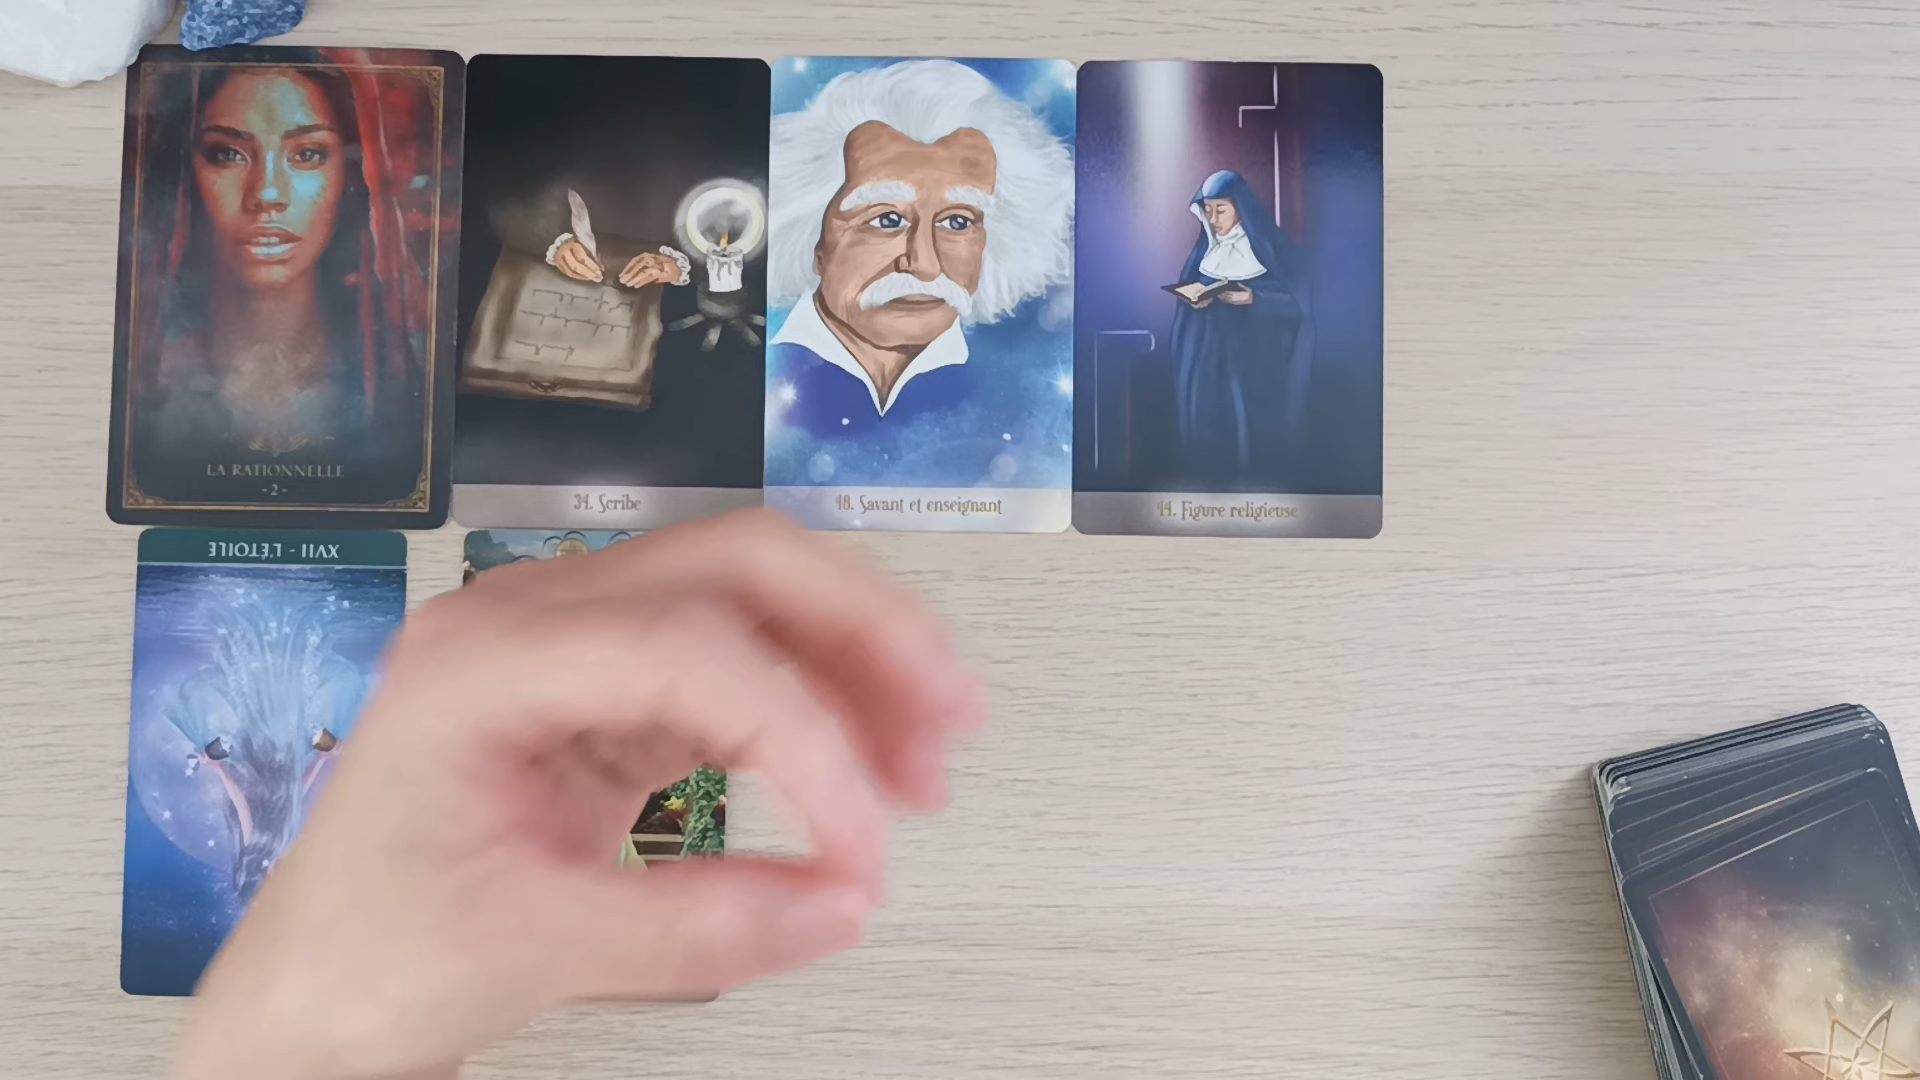 LA RATIONNELLE
-2-
34. Scribe
48. Savant et enseignant
44. Figure religieuse
XVII - L'ÉTOILE